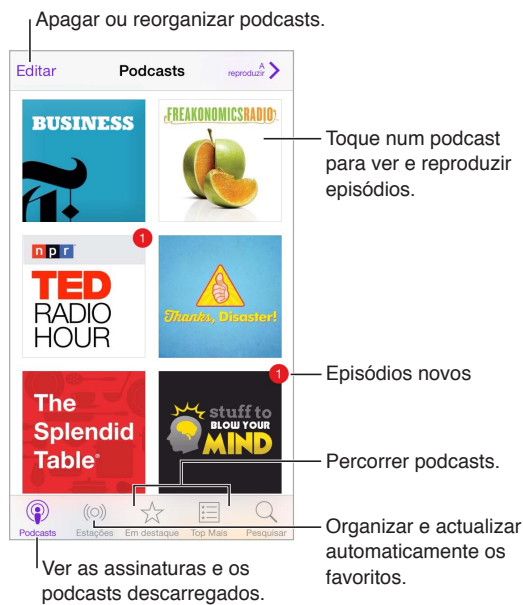 Apagar ou reorganizar podcasts.
Editar
Podcasts
A
reproduzir
BUSINESS
FREAKONOMICSRADIO
Toque num podcast
para ver e reproduzir
episódios.
npr
1
TED
RADIO
HOUR
Thanks, Disaster!
1
Episódios novos
The
Splendid
Table®
stuff to
BLOW YOUR
MIND
Percorrer podcasts.
Podcasts
Estações
Em destaque
Top Mais
Pesquisar
Organizar e actualizar
automaticamente os
favoritos.
Ver as assinaturas e os
podcasts descarregados.